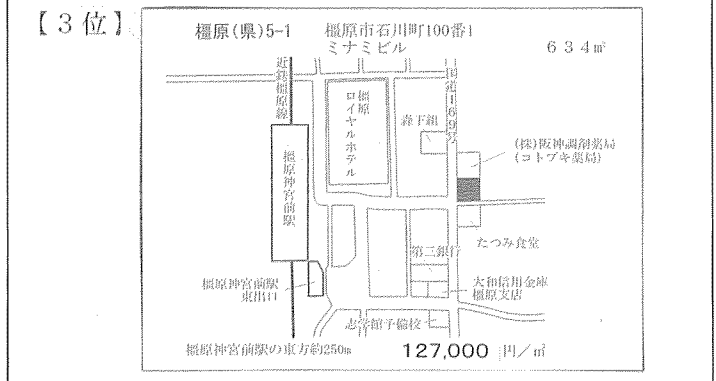 【3位】
橿原(県)5-1
橿原市石川町100番1
ミナミビル
634㎡
近鉄橿原線
国道169号
橿原
ロイヤルホテル
森下組
(株)阪神調剤薬局
(コトブキ薬局)
橿原神宮前駅
たつみ食堂
第三銀行
橿原神宮前駅
東出口
大和信用金庫
橿原支店
志学館予備校
橿原神宮前駅の東方約250m
127,000 円/㎡